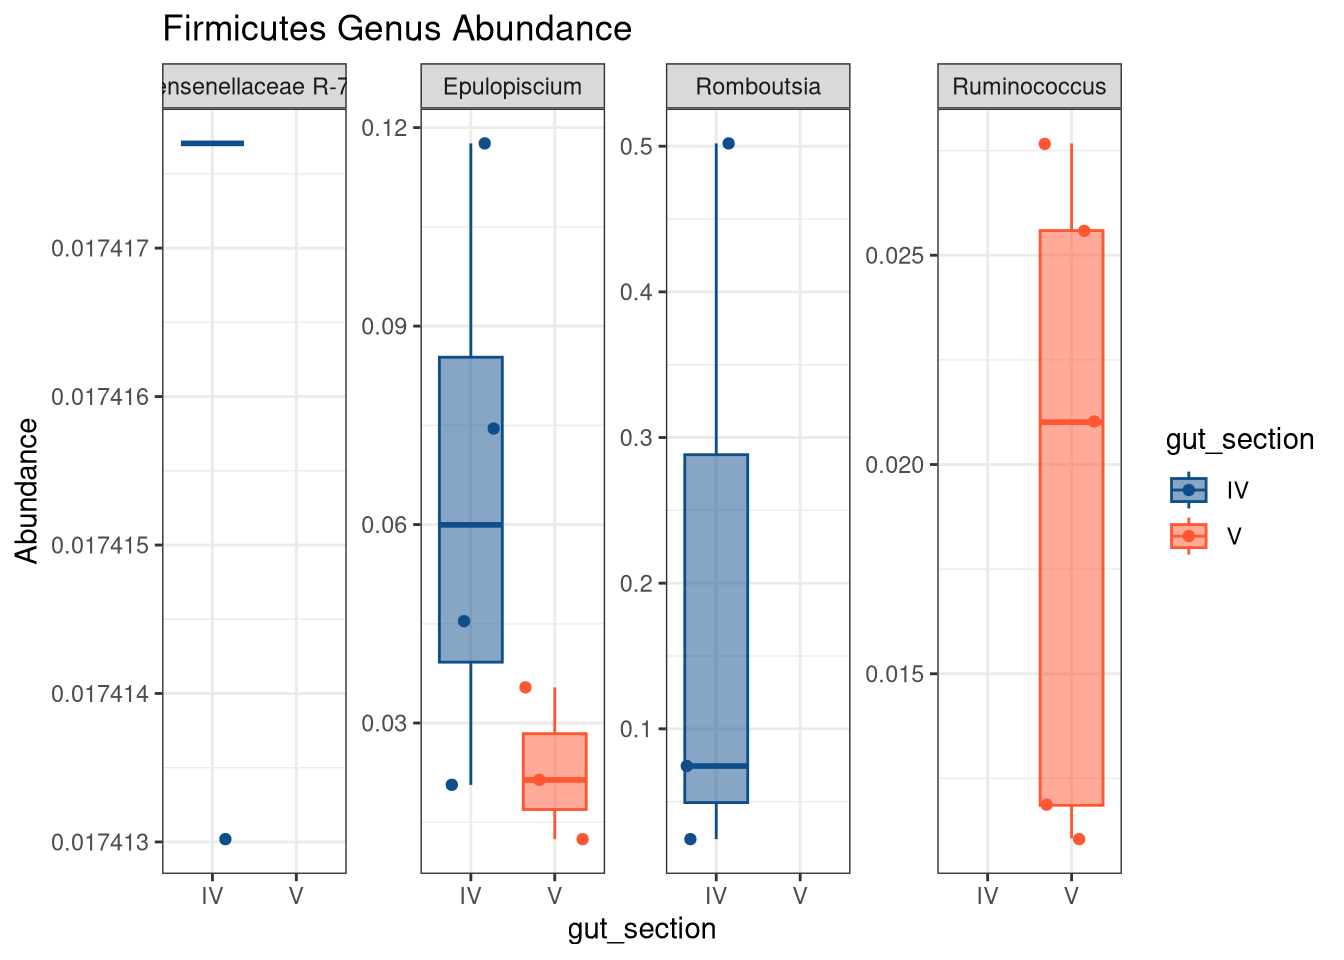 Firmicutes Genus Abundance
ensenellaceae R-7
Epulopiscium
Romboutsia
Ruminococcus
Abundance
0.017417
0.017416
0.017415
0.017414
0.017413
0.12
0.09
0.06
0.03
0.5
0.4
0.3
0.2
0.1
0.025
0.020
0.015
IV
V
IV
V
IV
V
IV
V
gut_section
gut_section
IV
V